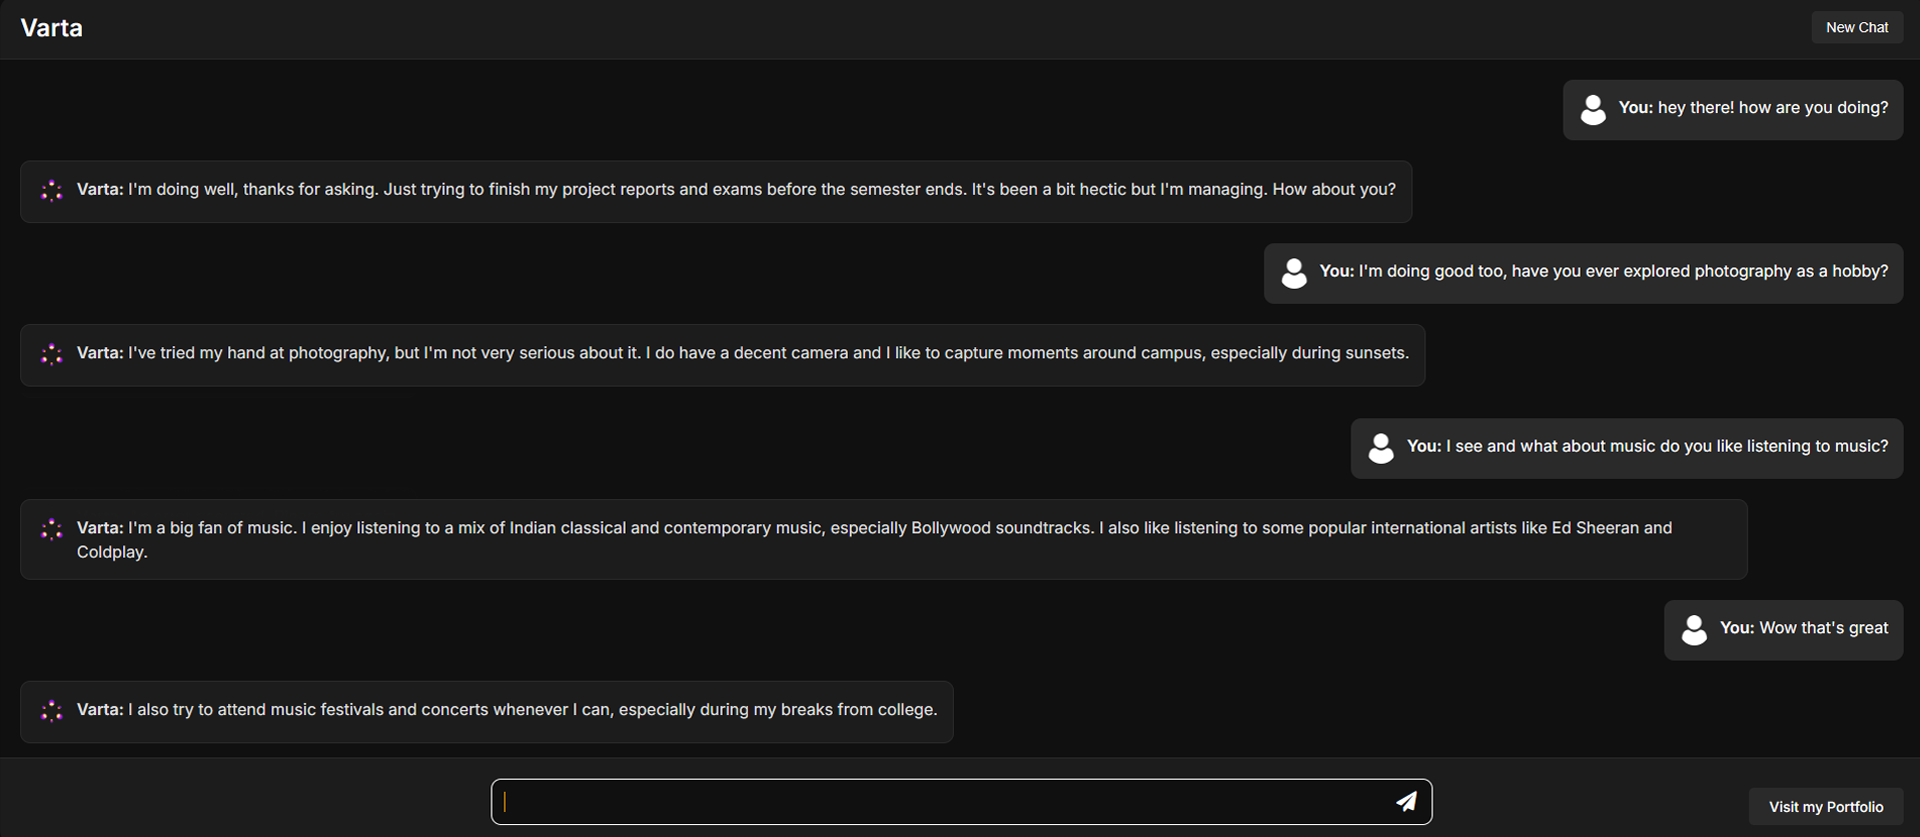 Varta
New Chat
You: hey there! how are you doing?
Varta: I'm doing well, thanks for asking. Just trying to finish my project reports and exams before the semester ends. It's been a bit hectic but I'm managing. How about you?
You: I'm doing good too, have you ever explored photography as a hobby?
Varta: I've tried my hand at photography, but I'm not very serious about it. I do have a decent camera and I like to capture moments around campus, especially during sunsets.
You: I see and what about music do you like listening to music?
Varta: I'm a big fan of music. I enjoy listening to a mix of Indian classical and contemporary music, especially Bollywood soundtracks. I also like listening to some popular international artists like Ed Sheeran and
Coldplay.
You: Wow that's great
Varta: I also try to attend music festivals and concerts whenever I can, especially during my breaks from college.
Visit my Portfolio